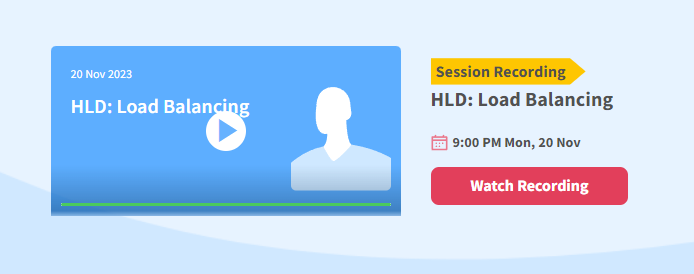 20 Nov 2023
HLD: Load Balancing
Session Recording
HLD: Load Balancing
9:00 PM Mon, 20 Nov
Watch Recording